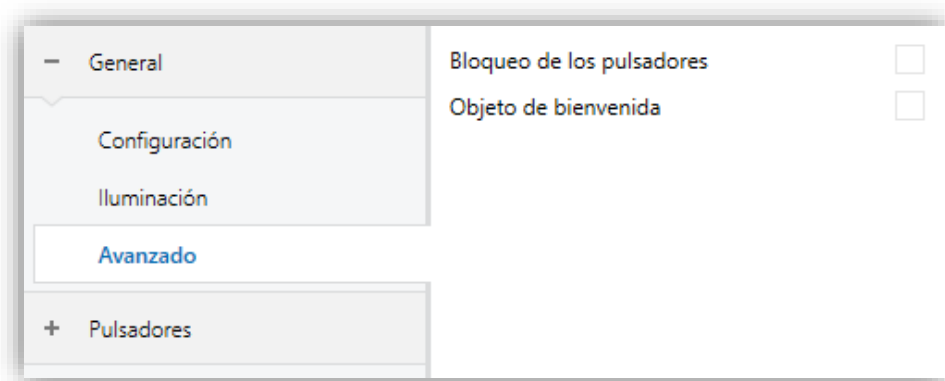 General
Configuración
Iluminación
Avanzado
Pulsadores
Bloqueo de los pulsadores
Objeto de bienvenida